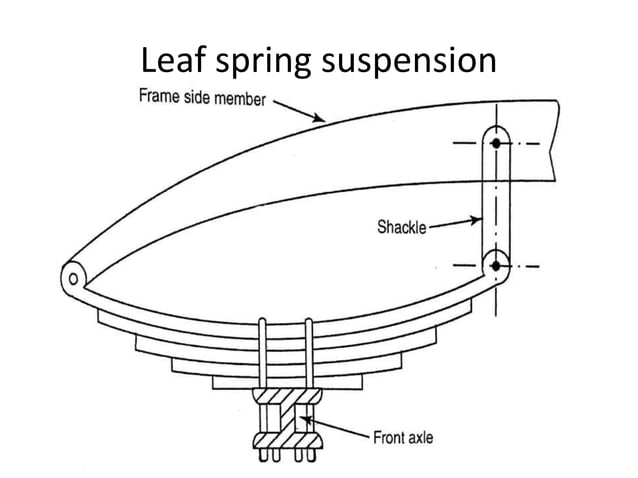 Leaf spring suspension
Frame side member
Shackle
Front axle